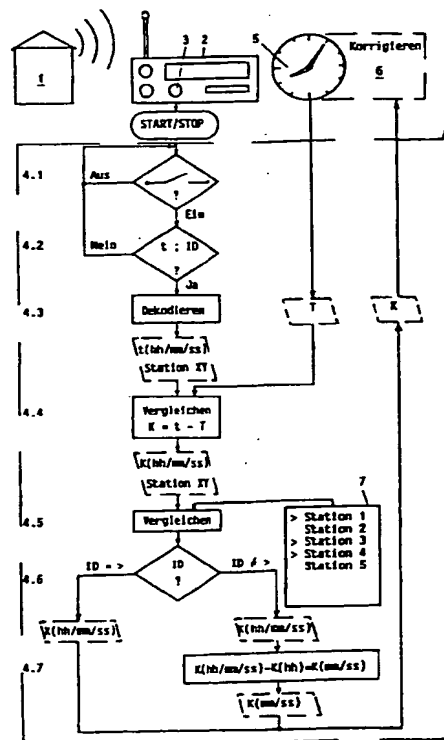 3 2 5
Korrigieren
6
1
START/STOP
4.1 Aus
?
Ein
4.2 Nein t : ID
?
Ja
4.3 Dekodieren T K
t(hh/mm/ss)
Station XY
4.4 Vergleichen
K = t - T
K(hh/mm/ss)
Station XY
7
4.5 Vergleichen
> Station 1
Station 2
> Station 3
> Station 4
Station 5
4.6 ID = > ID ID ≠ >
?
K(hh/mm/ss) K(hh/mm/ss)
4.7 K(hh/mm/ss)-K(hh)=K(mm/ss)
K(mm/ss)